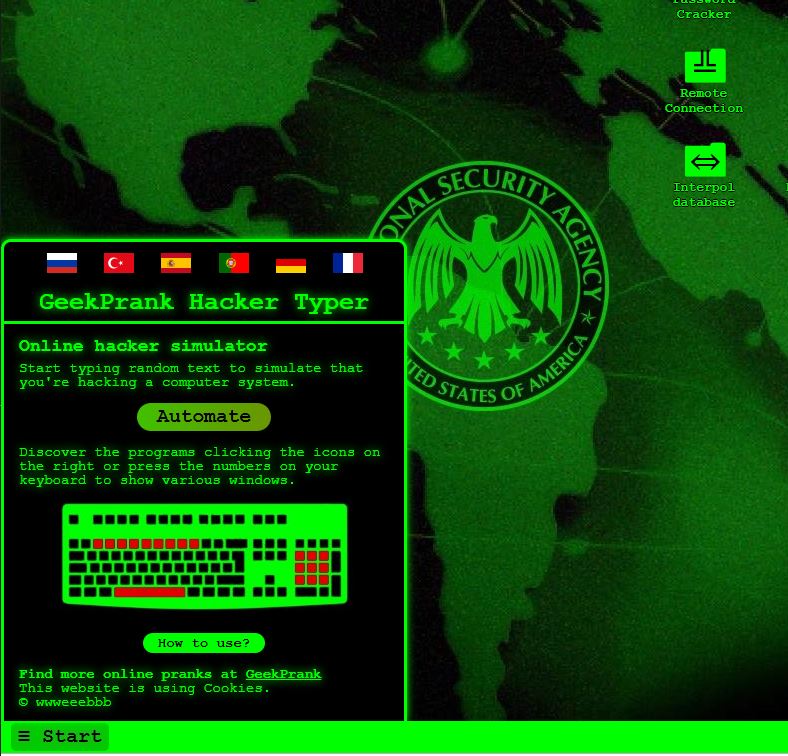 Password
Cracker
Remote
Connection
Interpol
database
ONAL SECURITY AGENCY
ITED STATES OF AMERICA
GeekPrank Hacker Typer
Online hacker simulator
Start typing random text to simulate that
you're hacking a computer system.
Automate
Discover the programs clicking the icons on
the right or press the numbers on your
keyboard to show various windows.
How to use?
Find more online pranks at GeekPrank
This website is using Cookies.
© wwweeebbb
≡ Start